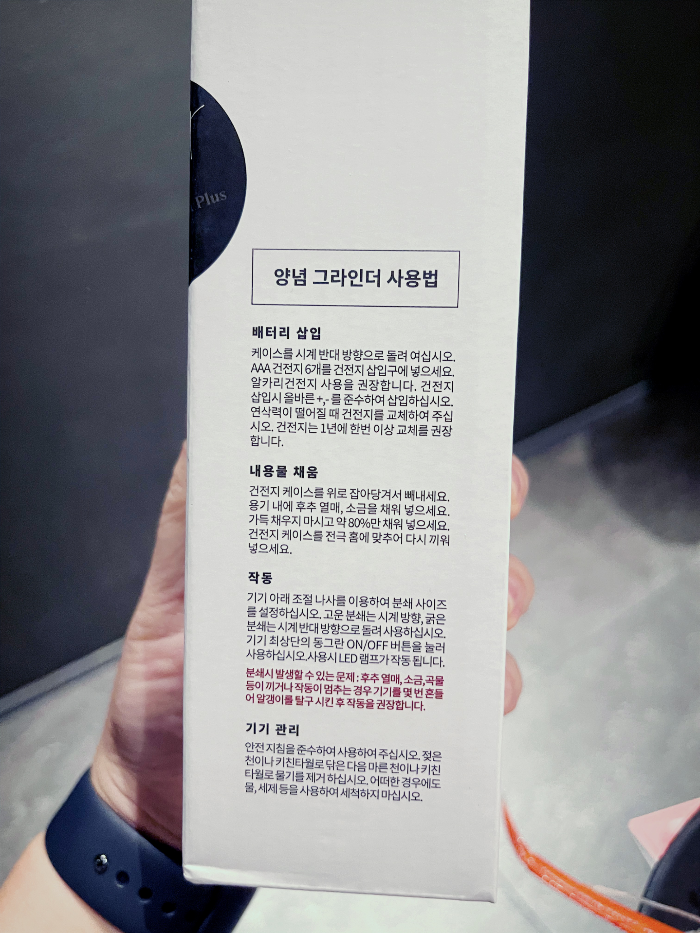 Plus
양념 그라인더 사용법
배터리 삽입
케이스를 시계 반대 방향으로 돌려 여십시오.
AAA 건전지 6개를 건전지 삽입구에 넣으세요.
알카리건전지 사용을 권장합니다. 건전지
삽입시 올바른 +,- 를 준수하여 삽입하십시오.
연삭력이 떨어질 때 건전지를 교체하여 주십
시오. 건전지는 1년에 한번 이상 교체를 권장
합니다.
내용물 채움
건전지 케이스를 위로 잡아당겨서 빼내세요.
용기 내에 후추 열매, 소금을 채워 넣으세요.
가득 채우지 마시고 약 80%만 채워 넣으세요.
건전지 케이스를 전극 홈에 맞추어 다시 끼워
넣으세요.
작동
기기 아래 조절 나사를 이용하여 분쇄 사이즈
를 설정하십시오. 고운 분쇄는 시계 방향, 굵은
분쇄는 시계 반대 방향으로 돌려 사용하십시오.
기기 최상단의 동그란 ON/OFF 버튼을 눌러
사용하십시오.사용시 LED 램프가 작동 됩니다.
분쇄시 발생할 수 있는 문제 : 후추 열매, 소금,곡물
등이 끼거나 작동이 멈추는 경우 기기를 몇 번 흔들
어 알갱이를 탈구 시킨 후 작동을 권장합니다.
기기 관리
안전 지침을 준수하여 사용하여 주십시오. 젖은
천이나 키친타월로 닦은 다음 마른 천이나 키친
타월로 물기를 제거 하십시오. 어떠한 경우에도
물, 세제 등을 사용하여 세척하지 마십시오.